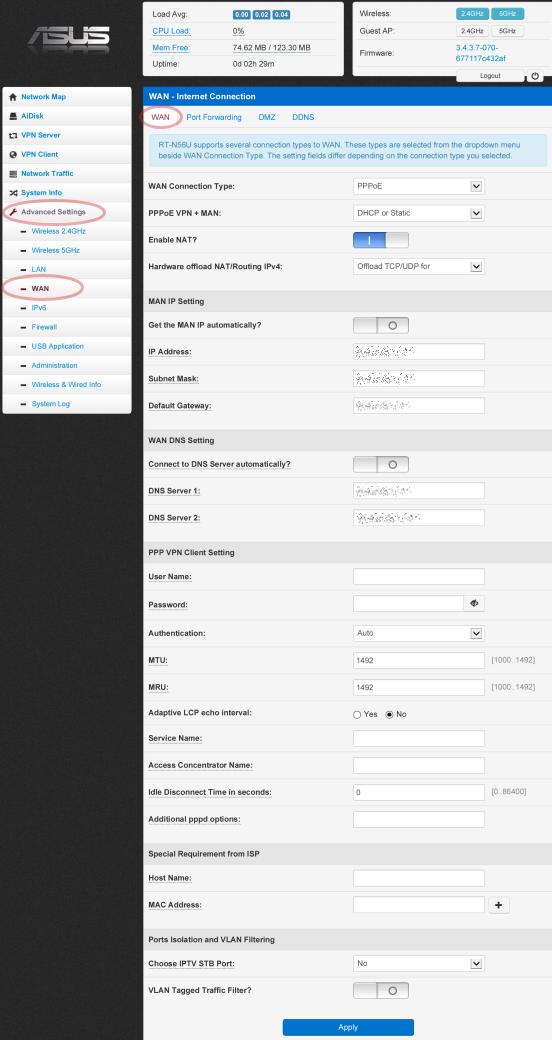 ASUS
Load Avg: 0.00 0.02 0.04
CPU Load: 0%
Mem Free: 74.62 MB / 123.30 MB
Uptime: 0d 02h 29m
Wireless: 2.4GHz 5GHz
Guest AP: 2.4GHz 5GHz
Firmware: 3.4.3.7-070-
677117c432af
Logout
Network Map
AiDisk
VPN Server
VPN Client
Network Traffic
System Info
Advanced Settings
Wireless 2.4GHz
Wireless 5GHz
LAN
WAN
IPv6
Firewall
USB Application
Administration
Wireless & Wired Info
System Log
WAN - Internet Connection
WAN Port Forwarding DMZ DDNS
RT-N56U supports several connection types to WAN. These types are selected from the dropdown menu
beside WAN Connection Type. The setting fields differ depending on the connection type you selected.
WAN Connection Type: PPPoE
PPPoE VPN + MAN: DHCP or Static
Enable NAT?
Hardware offload NAT/Routing IPv4: Offload TCP/UDP for
MAN IP Setting
Get the MAN IP automatically?
IP Address:
Subnet Mask:
Default Gateway:
WAN DNS Setting
Connect to DNS Server automatically?
DNS Server 1:
DNS Server 2:
PPP VPN Client Setting
User Name:
Password:
Authentication: Auto
MTU: 1492 [1000..1492]
MRU: 1492 [1000..1492]
Adaptive LCP echo interval: Yes No
Service Name:
Access Concentrator Name:
Idle Disconnect Time in seconds: 0 [0..86400]
Additional pppd options:
Special Requirement from ISP
Host Name:
MAC Address:
Ports Isolation and VLAN Filtering
Choose IPTV STB Port: No
VLAN Tagged Traffic Filter?
Apply